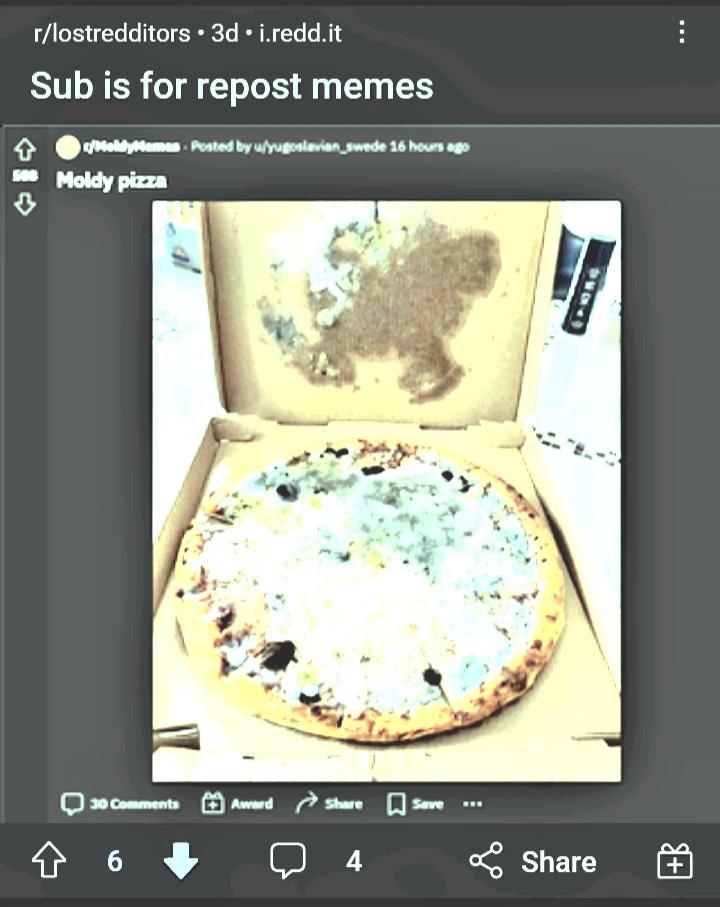 r/lostredditors • 3d • i.redd.it
Sub is for repost memes
r/MoldyMemes · Posted by u/yugoslavian_swede 16 hours ago
Moldy pizza
30 Comments Award Share Save
6 4 Share